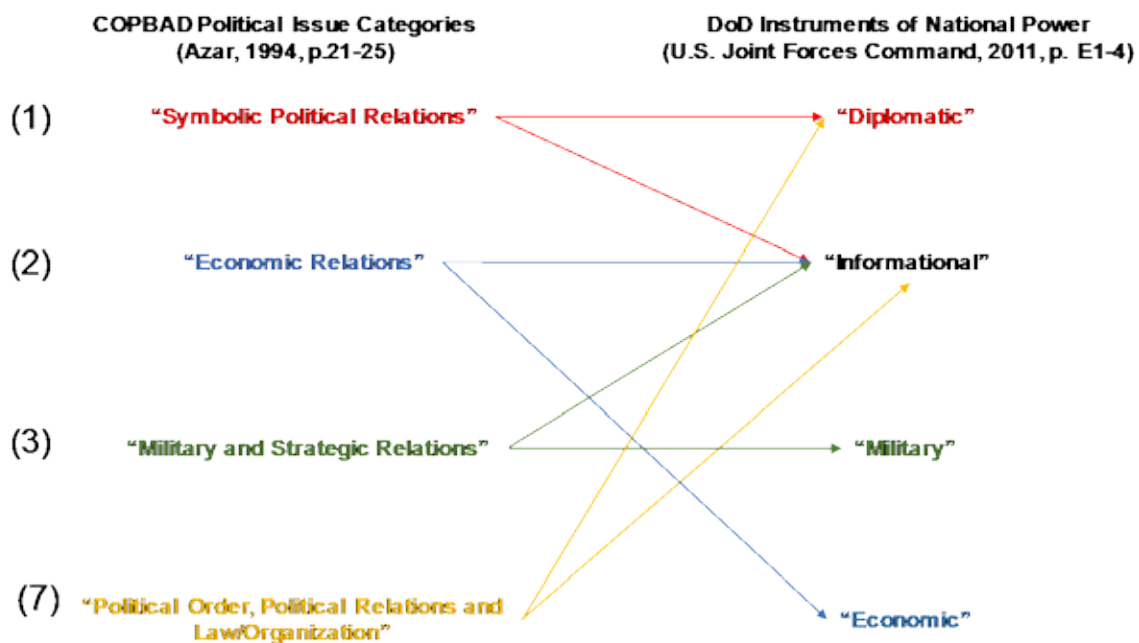 COPBAD Political Issue Categories
(Azar, 1994, p.21-25)
DoD Instruments of National Power
(U.S. Joint Forces Command, 2011, p. E1-4)
(1) “Symbolic Political Relations” “Diplomatic”
(2) “Economic Relations” “Informational”
(3) “Military and Strategic Relations” “Military”
(7) “Political Order, Political Relations and
Law/Organization” “Economic”